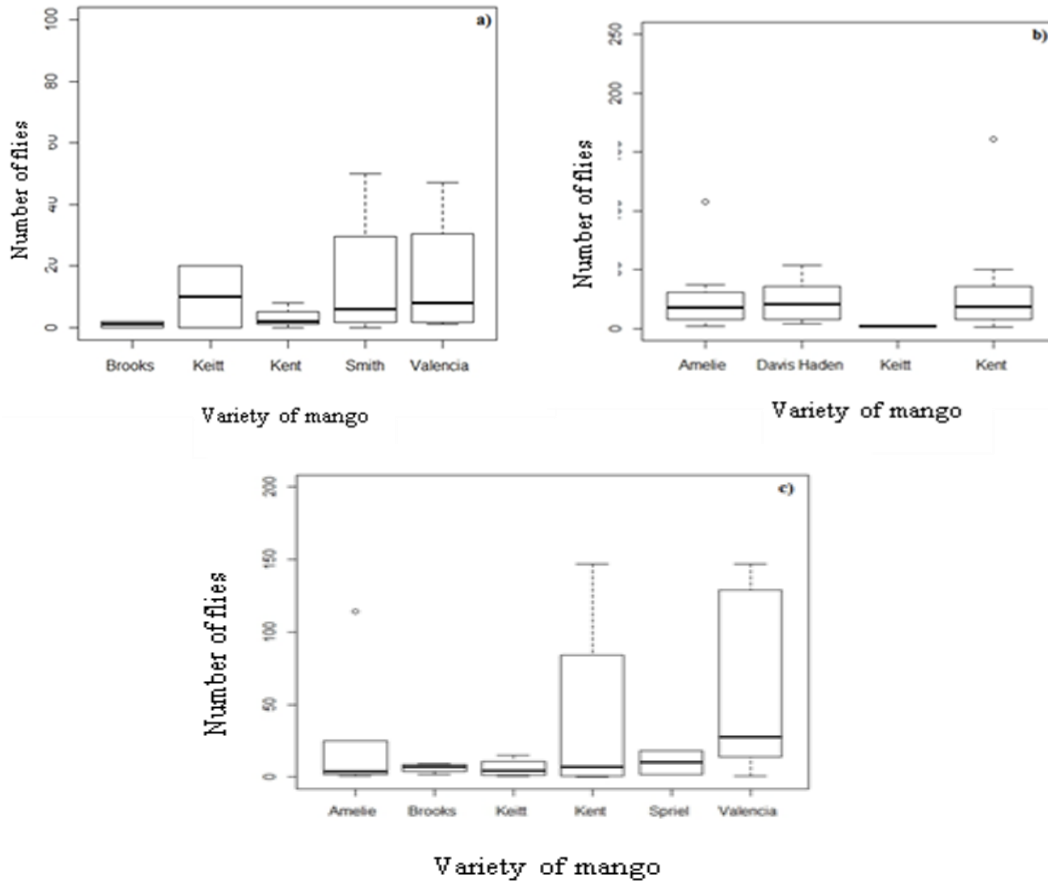 a)
Number of flies
100
80
60
40
20
0
Brooks Keitt Kent Smith Valencia
Variety of mango
b)
Number of flies
250
200
0
Amelie Davis Haden Keitt Kent
Variety of mango
c)
Number of flies
200
150
100
50
0
Amelie Brooks Keitt Kent Spriel Valencia
Variety of mango